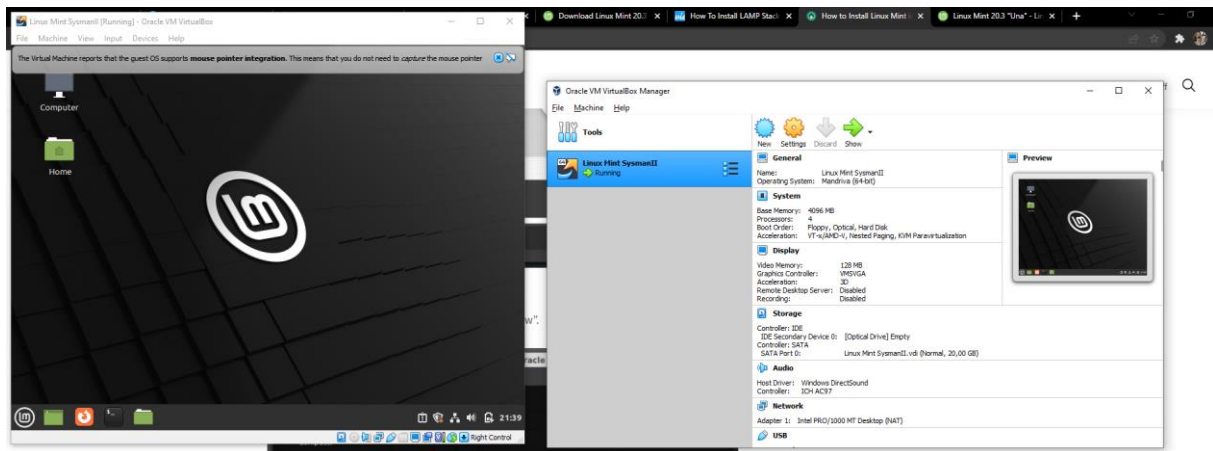 Linux Mint SysmanII [Running] - Oracle VM VirtualBox
File Machine View Input Devices Help
The Virtual Machine reports that the guest OS supports mouse pointer integration. This means that you do not need to capture the mouse pointer
Computer
Home
21:39
Right Control
Download Linux Mint 20.3
How To Install LAMP Stack
How to Install Linux Mint
Linux Mint 20.3 "Una" - Lin
w".
racle
Oracle VM VirtualBox Manager
File Machine Help
Tools
New Settings Discard Show
Linux Mint SysmanII
Running
General
Name: Linux Mint SysmanII
Operating System: Mandriva (64-bit)
System
Base Memory: 4096 MB
Processors: 4
Boot Order: Floppy, Optical, Hard Disk
Acceleration: VT-x/AMD-V, Nested Paging, KVM Paravirtualization
Display
Video Memory: 128 MB
Graphics Controller: VMSVGA
Acceleration: 3D
Remote Desktop Server: Disabled
Recording: Disabled
Storage
Controller: IDE
IDE Secondary Device 0: [Optical Drive] Empty
Controller: SATA
SATA Port 0: Linux Mint SysmanII.vdi (Normal, 20,00 GB)
Audio
Host Driver: Windows DirectSound
Controller: ICH AC97
Network
Adapter 1: Intel PRO/1000 MT Desktop (NAT)
USB
Preview